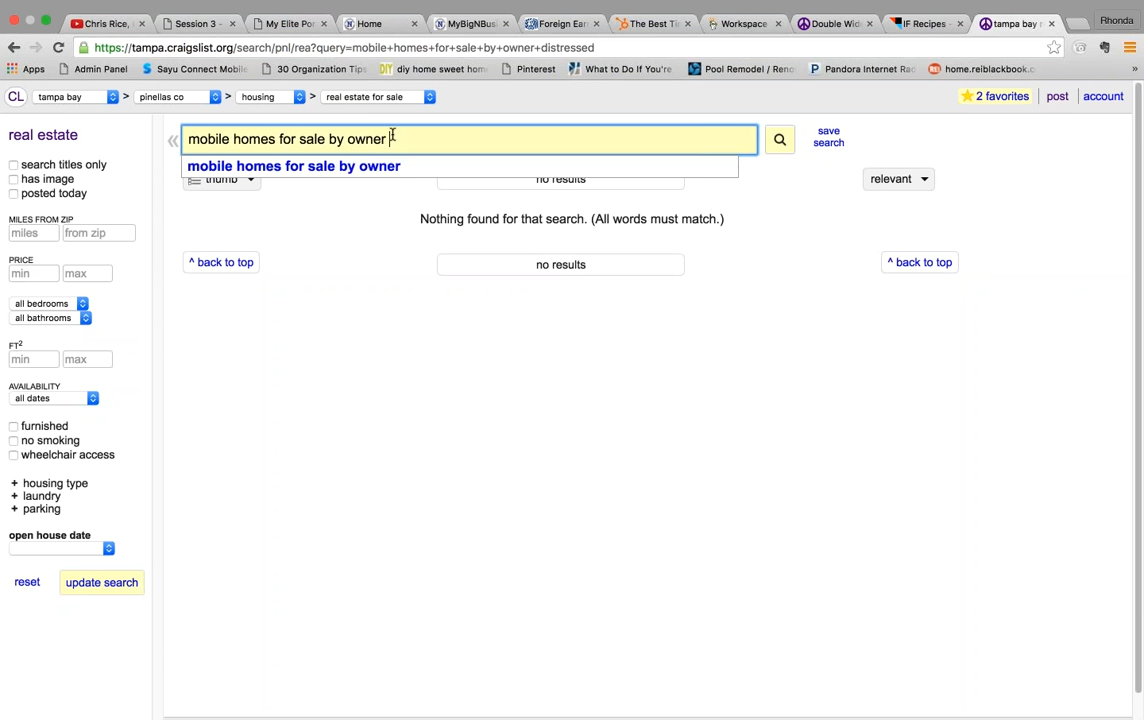 Chris Rice,
Session 3 -
My Elite Por
Home
MyBigNBus
Foreign Earn
The Best Tim
Workspace
Double Wide
IF Recipes -
tampa bay r
Rhonda
https://tampa.craigslist.org/search/pnl/rea?query=mobile+homes+for+sale+by+owner+distressed
Apps
Admin Panel
Sayu Connect Mobile
30 Organization Tips
DIY diy home sweet home
Pinterest
What to Do If You're
Pool Remodel / Reno
Pandora Internet Rad
home.reiblackbook.c
»
CL tampa bay > pinellas co > housing > real estate for sale
2 favorites post account
real estate
search titles only
has image
posted today
MILES FROM ZIP
miles from zip
PRICE
min max
all bedrooms
all bathrooms
FT2
min max
AVAILABILITY
all dates
furnished
no smoking
wheelchair access
+ housing type
+ laundry
+ parking
open house date
reset update search
« mobile homes for sale by owner
save search
mobile homes for sale by owner
thumb no results relevant
Nothing found for that search. (All words must match.)
^ back to top no results ^ back to top